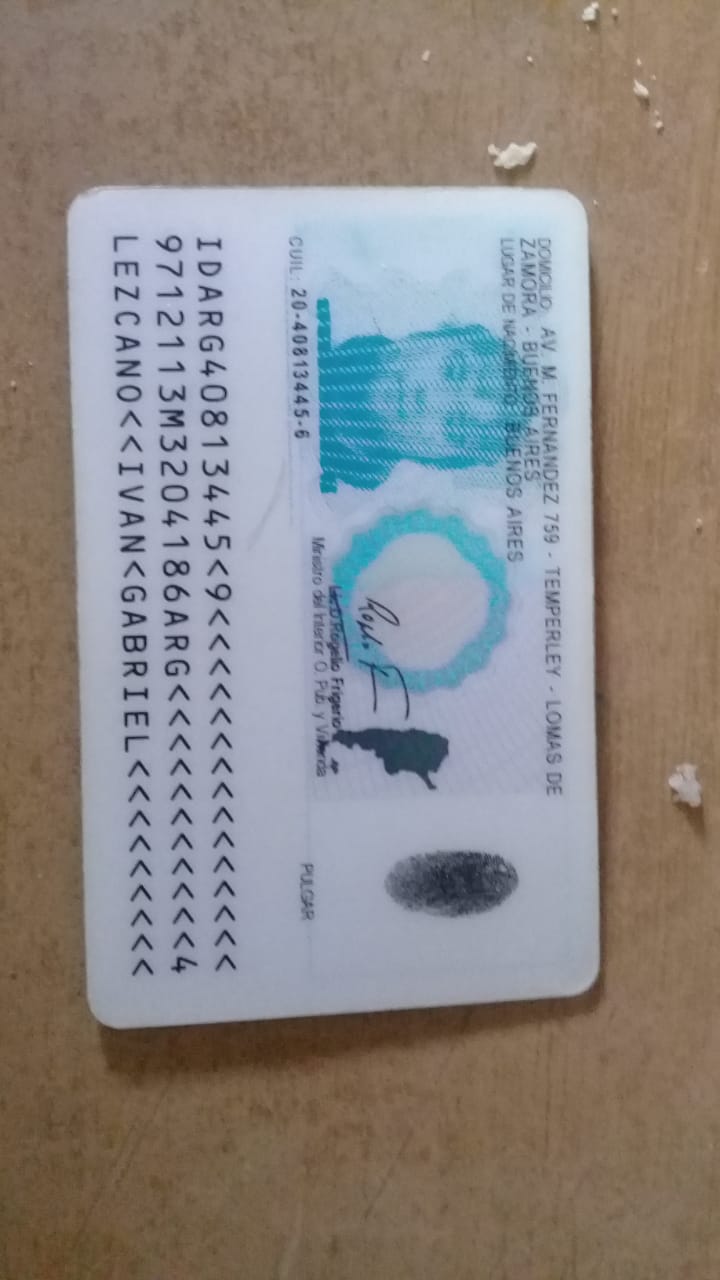 DOMICILIO: AV. M. FERNANDEZ 759 - TEMPERLEY - LOMAS DE
ZAMORA - BUENOS AIRES
LUGAR DE NACIMIENTO: BUENOS AIRES
CUIL: 20-40813445-6
Rogelio Frigerio
Ministro del Interior O. Púb. y Vivienda
PULGAR
IDARG40813445<9<<<<<<<<<<<<<<<
9712113M3204186ARG<<<<<<<<<<<4
LEZCANO<<IVAN<GABRIEL<<<<<<<<<